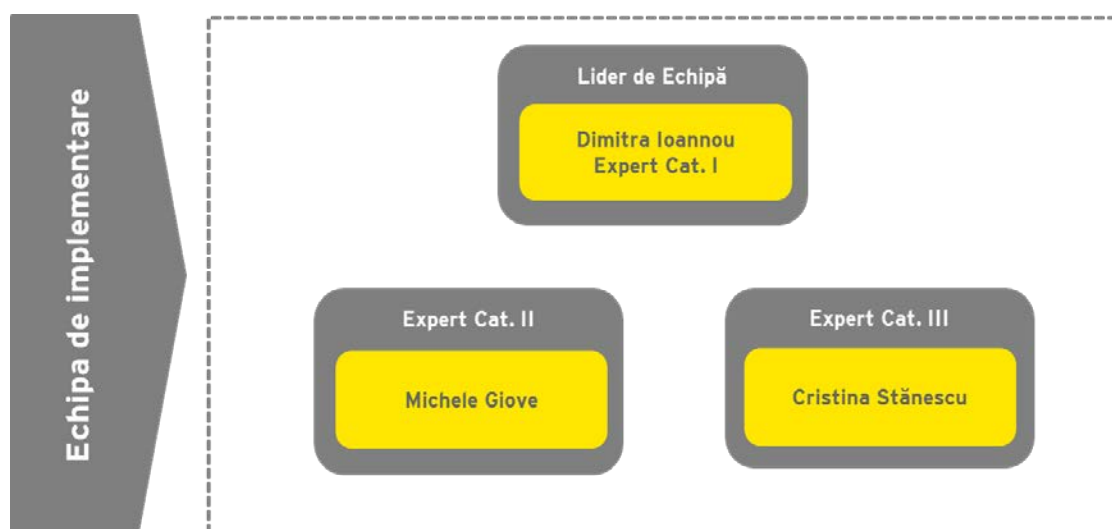 Echipa de implementare
Lider de Echipă
Dimitra Ioannou
Expert Cat. I
Expert Cat. II
Michele Giove
Expert Cat. III
Cristina Stănescu